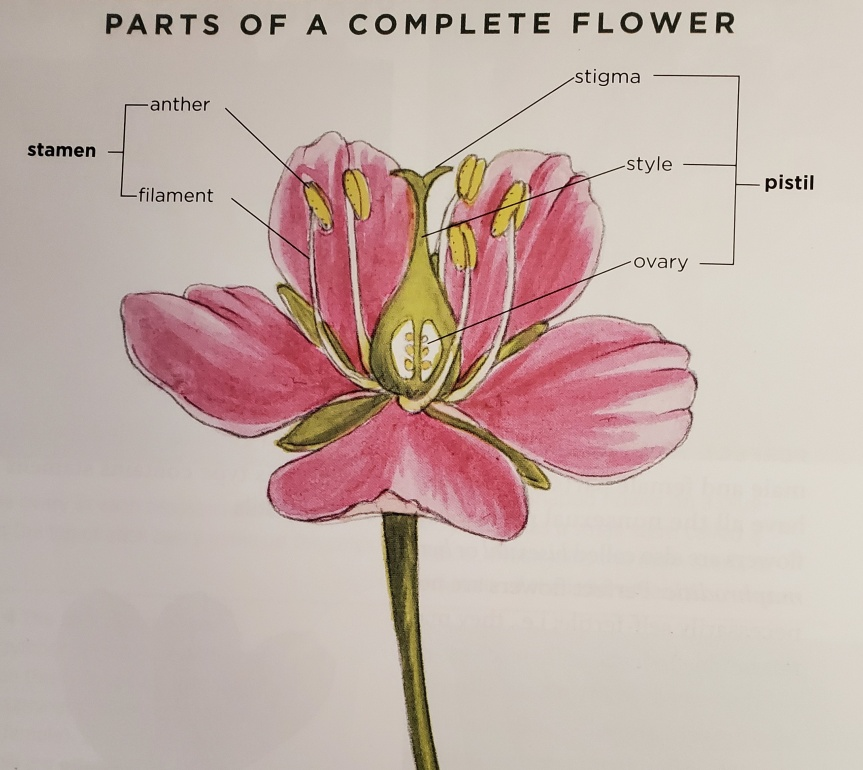 PARTS OF A COMPLETE FLOWER
stigma
anther
stamen
style
pistil
filament
ovary